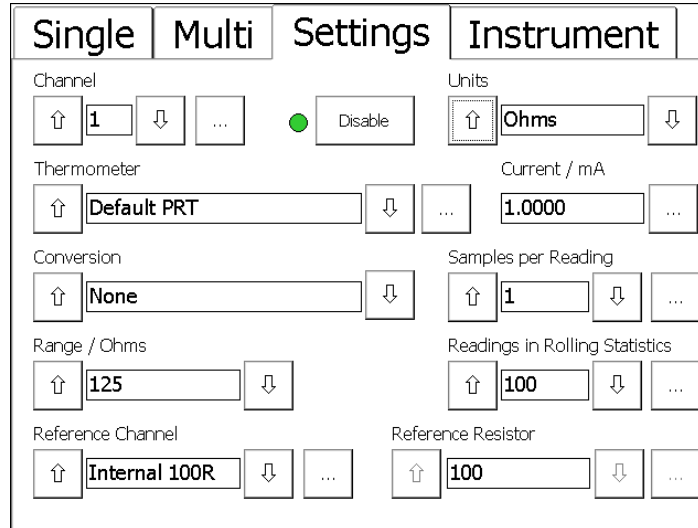 Single Multi Settings Instrument
Channel Units
1 ... Disable Ohms
Thermometer Current / mA
Default PRT ... 1.0000 ...
Conversion Samples per Reading
None 1 ...
Range / Ohms Readings in Rolling Statistics
125 100 ...
Reference Channel Reference Resistor
Internal 100R ... 100 ...